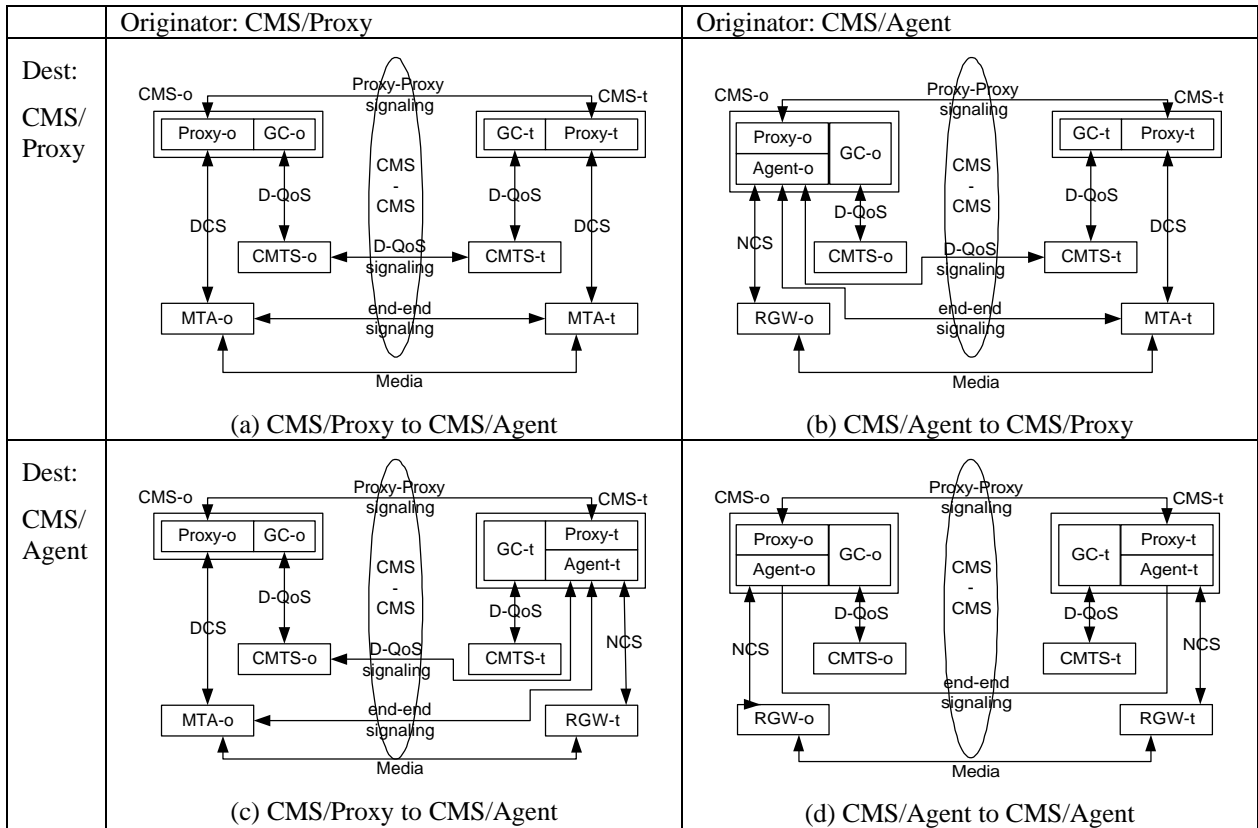 Originator: CMS/Proxy
Originator: CMS/Agent
Dest:
CMS/
Proxy
CMS-o
Proxy-Proxy
signaling
CMS-t
Proxy-o
GC-o
GC-t
Proxy-t
CMS
-
CMS
D-QoS
D-QoS
DCS
DCS
CMTS-o
D-QoS
signaling
CMTS-t
MTA-o
end-end
signaling
MTA-t
Media
(a) CMS/Proxy to CMS/Agent
CMS-o
Proxy-Proxy
signaling
CMS-t
Proxy-o
Agent-o
GC-o
GC-t
Proxy-t
CMS
-
CMS
D-QoS
D-QoS
NCS
DCS
CMTS-o
D-QoS
signaling
CMTS-t
RGW-o
end-end
signaling
MTA-t
Media
(b) CMS/Agent to CMS/Proxy
Dest:
CMS/
Agent
CMS-o
Proxy-Proxy
signaling
CMS-t
Proxy-o
GC-o
GC-t
Proxy-t
Agent-t
CMS
-
CMS
D-QoS
D-QoS
DCS
NCS
CMTS-o
D-QoS
signaling
CMTS-t
MTA-o
end-end
signaling
RGW-t
Media
(c) CMS/Proxy to CMS/Agent
CMS-o
Proxy-Proxy
signaling
CMS-t
Proxy-o
Agent-o
GC-o
GC-t
Proxy-t
Agent-t
CMS
-
CMS
D-QoS
D-QoS
NCS
NCS
CMTS-o
CMTS-t
end-end
signaling
RGW-o
RGW-t
Media
(d) CMS/Agent to CMS/Agent